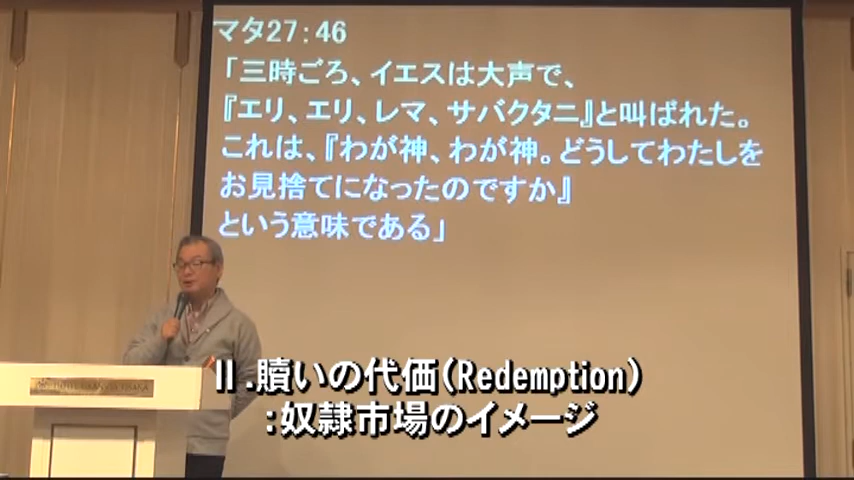 マタ27：46
「三時ごろ、イエスは大声で、
『エリ、エリ、レマ、サバクタニ』と叫ばれた。
これは、『わが神、わが神。どうしてわたしを
お見捨てになったのですか』
という意味である」
Ⅱ.贖いの代価（Redemption）
：奴隷市場のイメージ